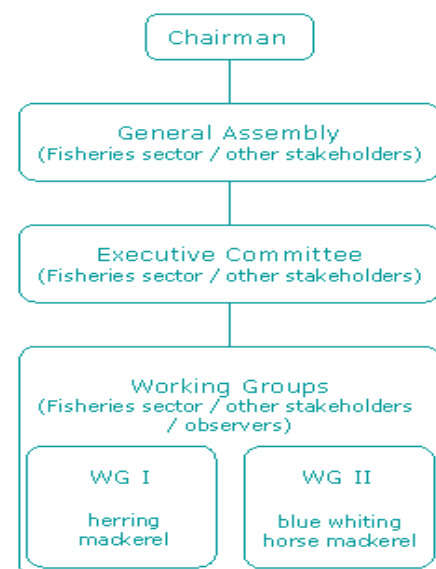 Chairman
General Assembly
(Fisheries sector / other stakeholders)
Executive Committee
(Fisheries sector / other stakeholders)
Working Groups
(Fisheries sector / other stakeholders
/ observers)
WG I
herring
mackerel
WG II
blue whiting
horse mackerel